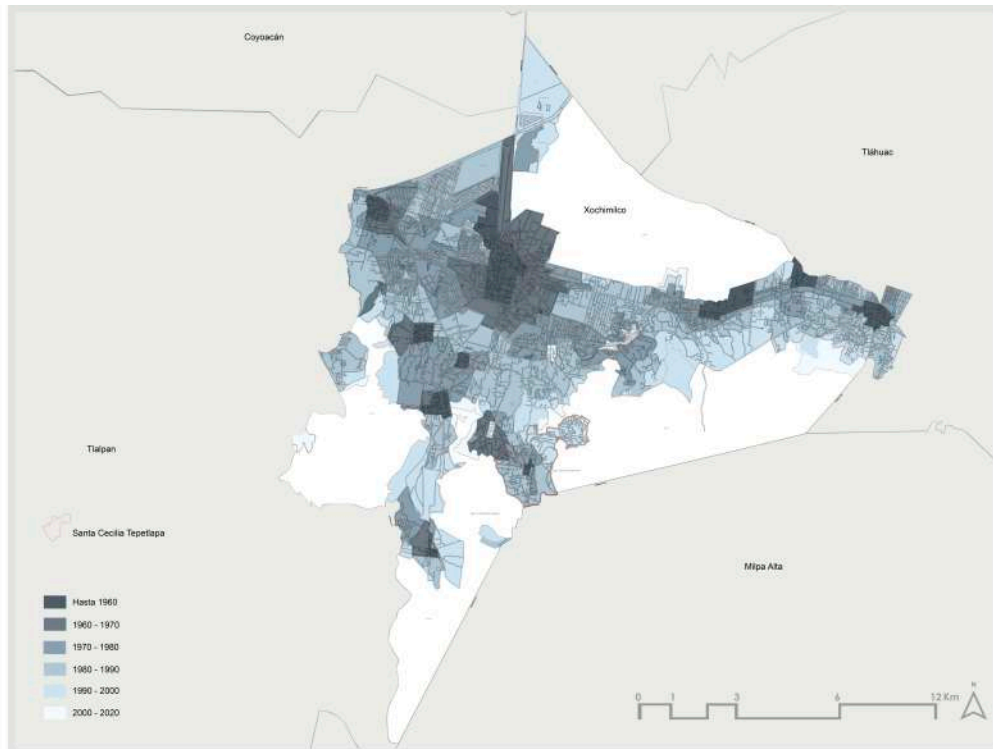 Coyoacán
Tláhuac
Xochimilco
Tlalpan
Santa Cecilia Tepetlapa
Milpa Alta
Hasta 1960
1960 - 1970
1970 - 1980
1980 - 1990
1990 - 2000
2000 - 2020
0 1 3 6 12 Km
N